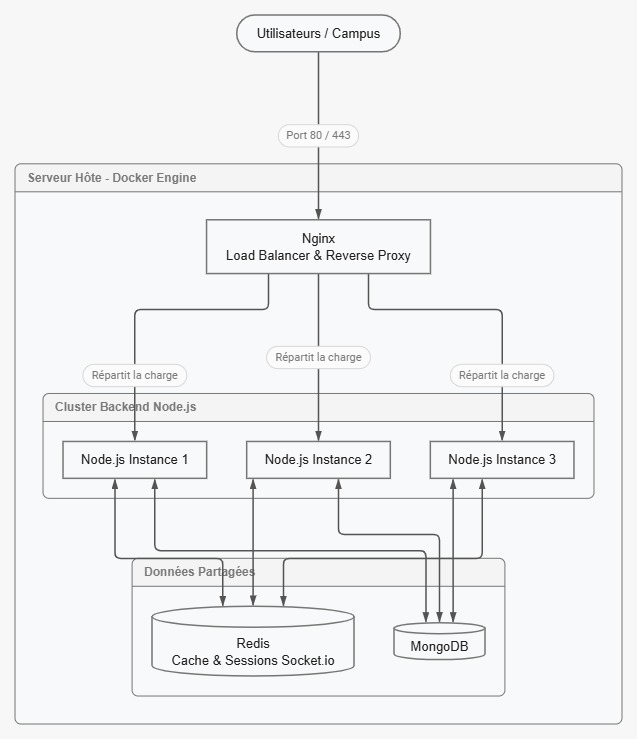 Utilisateurs / Campus
Port 80 / 443
Serveur Hôte - Docker Engine
Nginx
Load Balancer & Reverse Proxy
Répartit la charge
Répartit la charge
Répartit la charge
Cluster Backend Node.js
Node.js Instance 1
Node.js Instance 2
Node.js Instance 3
Données Partagées
Redis
Cache & Sessions Socket.io
MongoDB